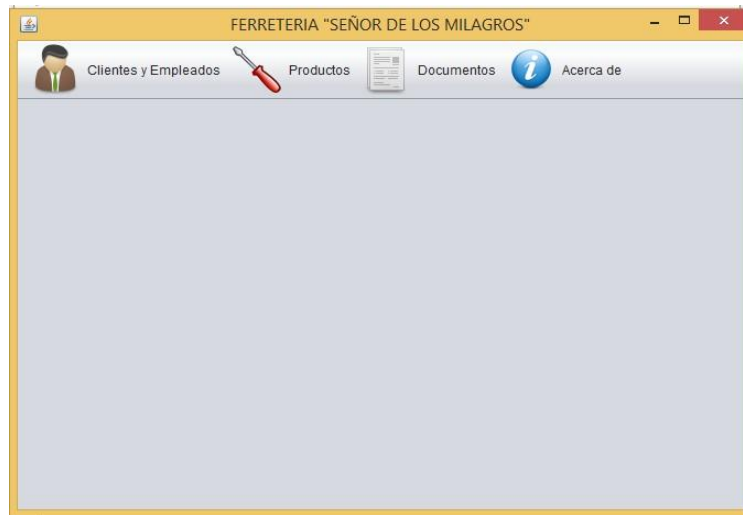 FERRETERIA "SEÑOR DE LOS MILAGROS"
Clientes y Empleados Productos Documentos Acerca de